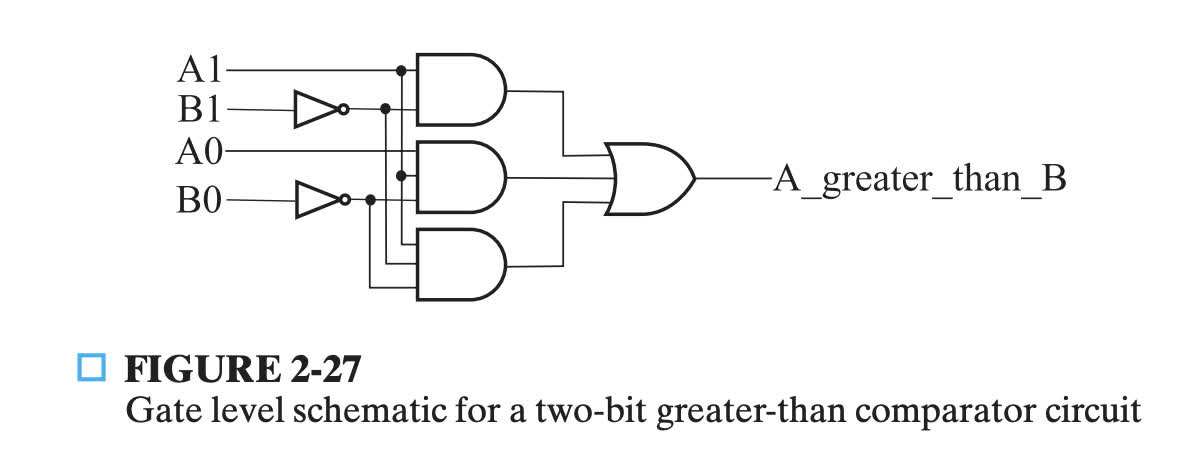 A1
B1
A0
B0
A_greater_than_B
FIGURE 2-27
Gate level schematic for a two-bit greater-than comparator circuit